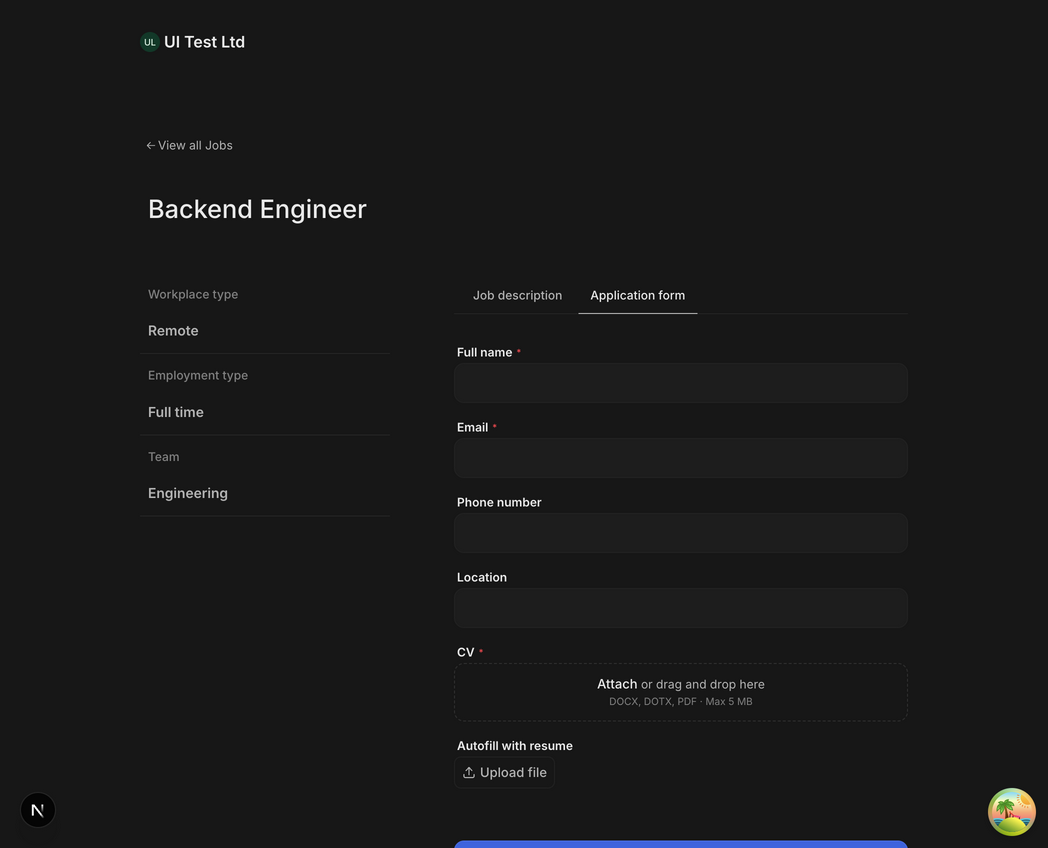 UL UI Test Ltd
← View all Jobs
Backend Engineer
Workplace type
Remote
Employment type
Full time
Team
Engineering
Job description Application form
Full name *
Email *
Phone number
Location
CV *
Attach or drag and drop here
DOCX, DOTX, PDF · Max 5 MB
Autofill with resume
Upload file
N